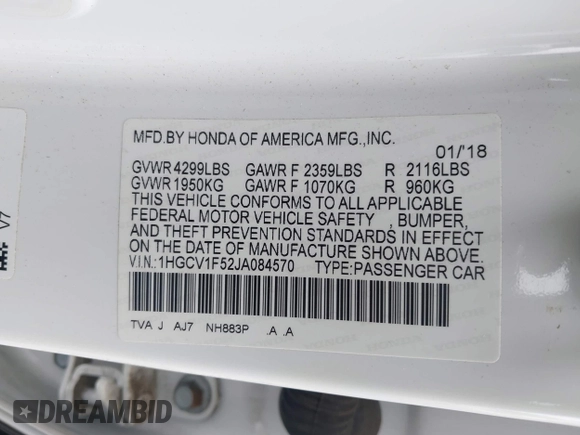 MFD.BY HONDA OF AMERICA MFG.,INC.
01/'18
GVWR 4299LBS GAWR F 2359LBS R 2116LBS
GVWR 1950KG GAWR F 1070KG R 960KG
THIS VEHICLE CONFORMS TO ALL APPLICABLE
FEDERAL MOTOR VEHICLE SAFETY , BUMPER,
AND THEFT PREVENTION STANDARDS IN EFFECT
ON THE DATE OF MANUFACTURE SHOWN ABOVE.
V.I.N.:1HGCV1F52JA084570 TYPE:PASSENGER CAR
TVA J AJ7 NH883P .A .A
V7
DREAMBID